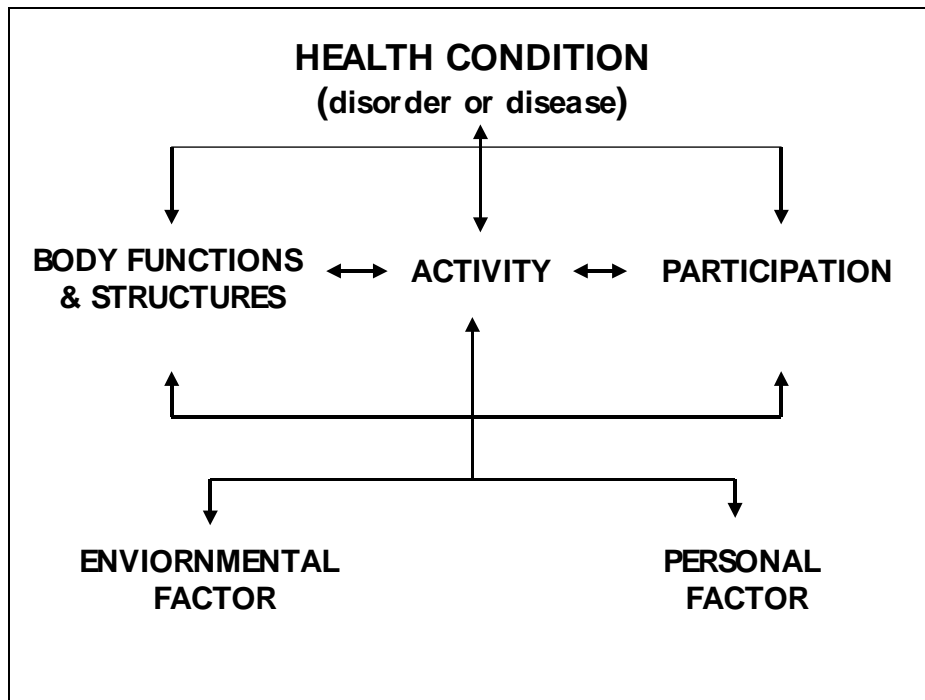 HEALTH CONDITION
(disorder or disease)
BODY FUNCTIONS
& STRUCTURES
ACTIVITY
PARTICIPATION
ENVIORNMENTAL
FACTOR
PERSONAL
FACTOR